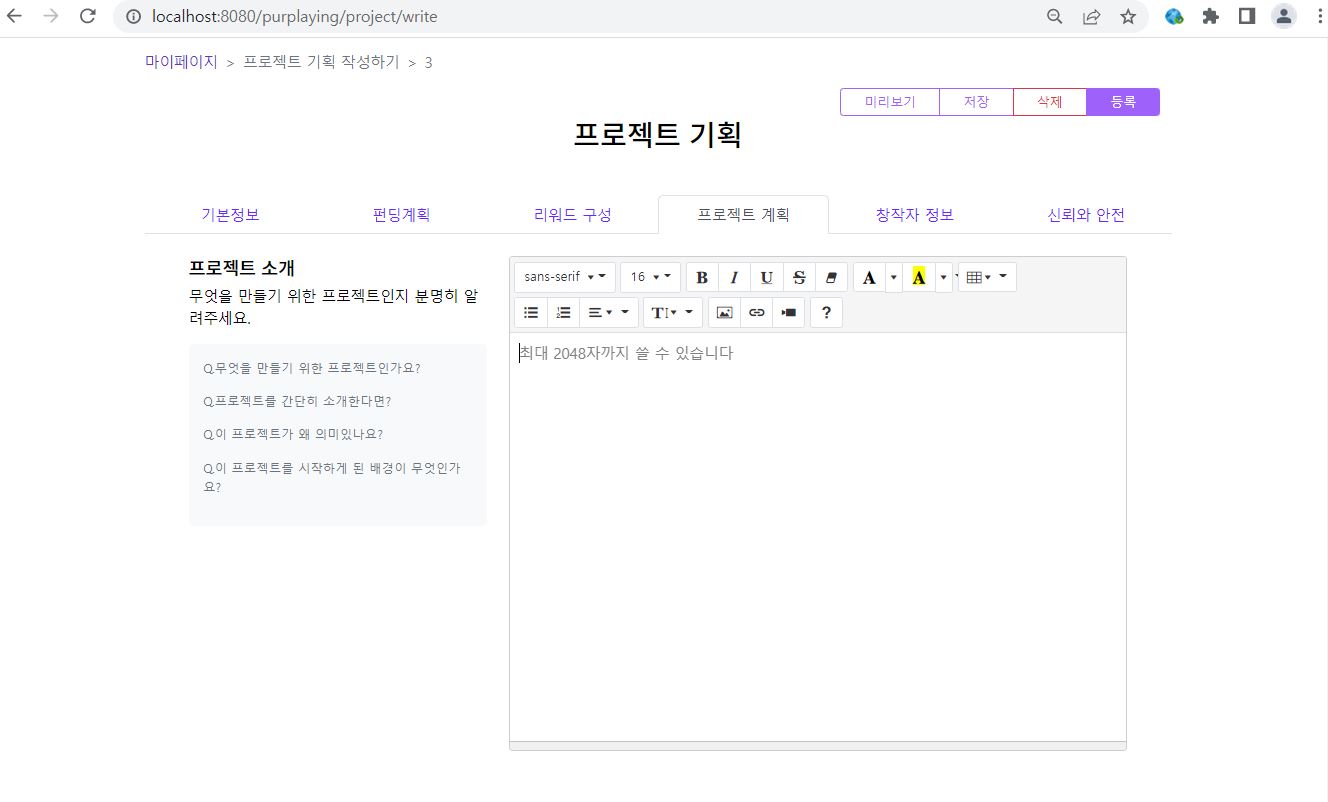 localhost:8080/purplaying/project/write
마이페이지 > 프로젝트 기획 작성하기 > 3
미리보기 저장 삭제 등록
프로젝트 기획
기본정보 펀딩계획 리워드 구성 프로젝트 계획 창작자 정보 신뢰와 안전
프로젝트 소개
무엇을 만들기 위한 프로젝트인지 분명히 알
려주세요.
Q.무엇을 만들기 위한 프로젝트인가요?
Q.프로젝트를 간단히 소개한다면?
Q.이 프로젝트가 왜 의미있나요?
Q.이 프로젝트를 시작하게 된 배경이 무엇인가
요?
sans-serif 16 B I U S A A
TI ?
최대 2048자까지 쓸 수 있습니다